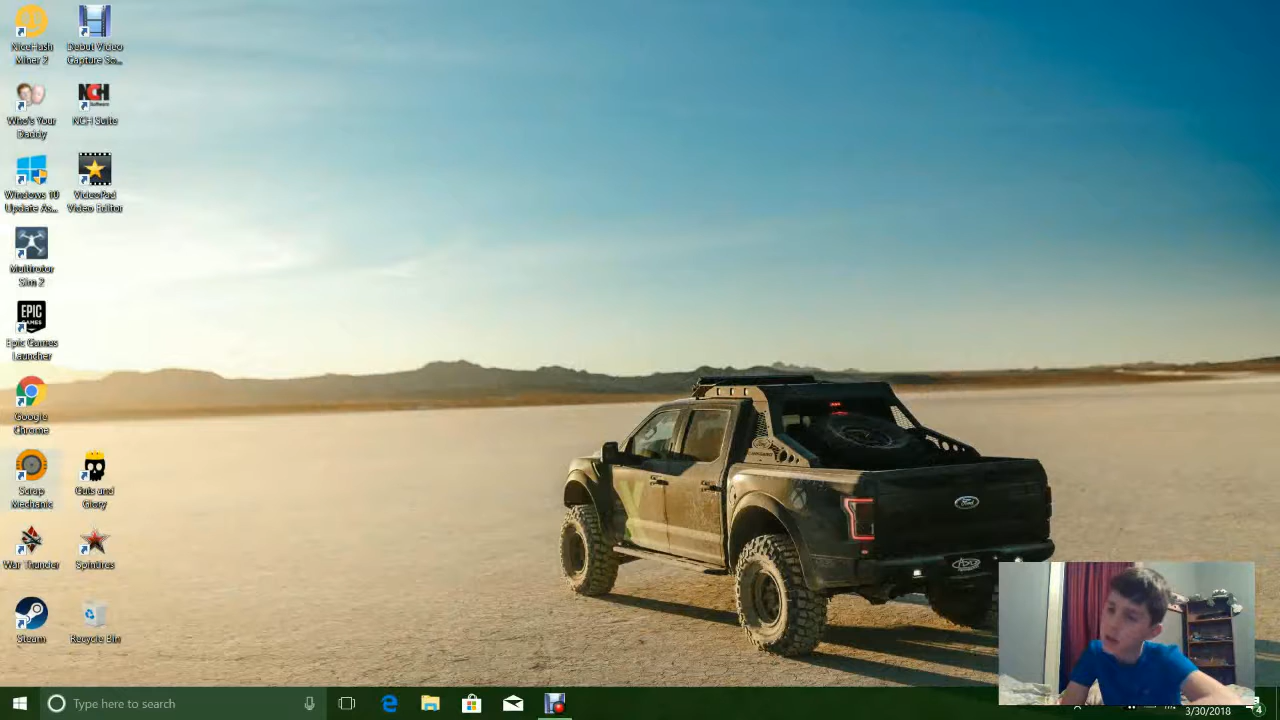 NiceHash
Miner 2
Debut Video
Capture So...
Who's Your
Daddy
NCH
Software
NCH Suite
Windows 10
Update As...
VideoPad
Video Editor
Multirotor
Sim 2
EPIC
GAMES
Epic Games
Launcher
Google
Chrome
Scrap
Mechanic
Guts and
Glory
War Thunder
Spintires
Steam
Recycle Bin
Ford
Type here to search
3/30/2018
4